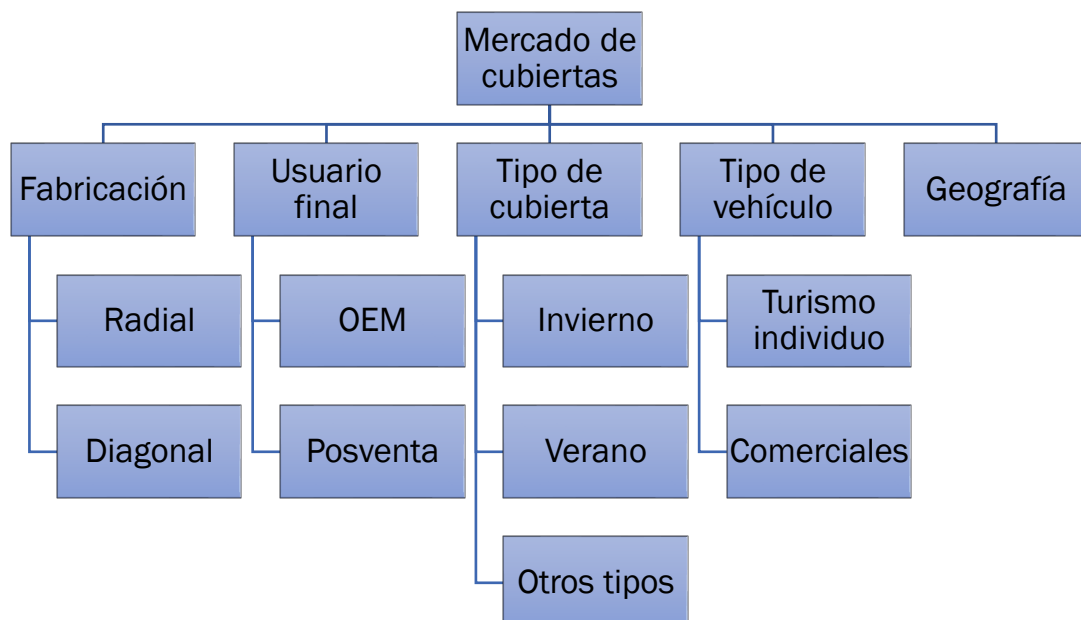 Mercado de
cubiertas
Fabricación
Usuario
final
Tipo de
cubierta
Tipo de
vehículo
Geografía
Radial
OEM
Invierno
Turismo
individuo
Diagonal
Posventa
Verano
Comerciales
Otros tipos